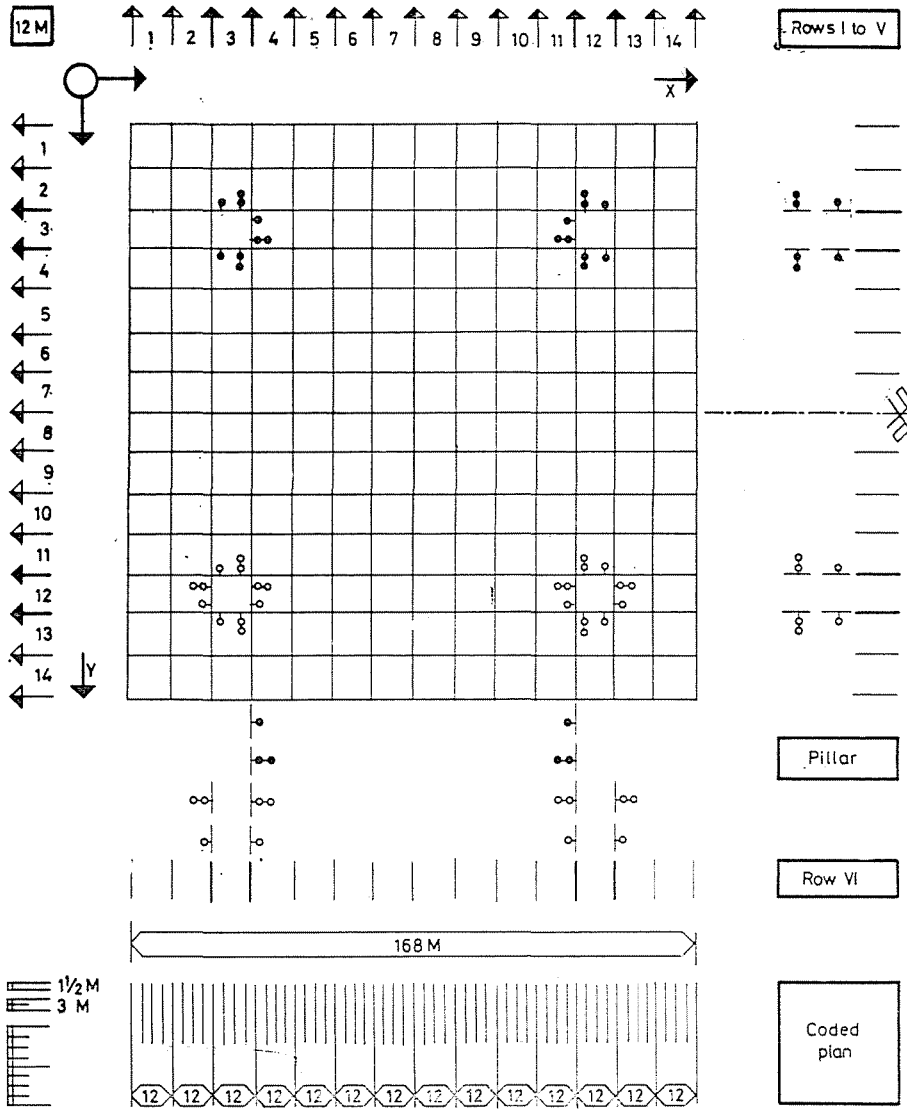 12 M
1 2 3 4 5 6 7 8 9 10 11 12 13 14
Rows I to V
X
1
2
3
4
5
6
7
8
9
10
11
12
13
14
Y
Pillar
Row VI
168 M
1½ M
3 M
Coded
plan
12 12 12 12 12 12 12 12 12 12 12 12 12 12